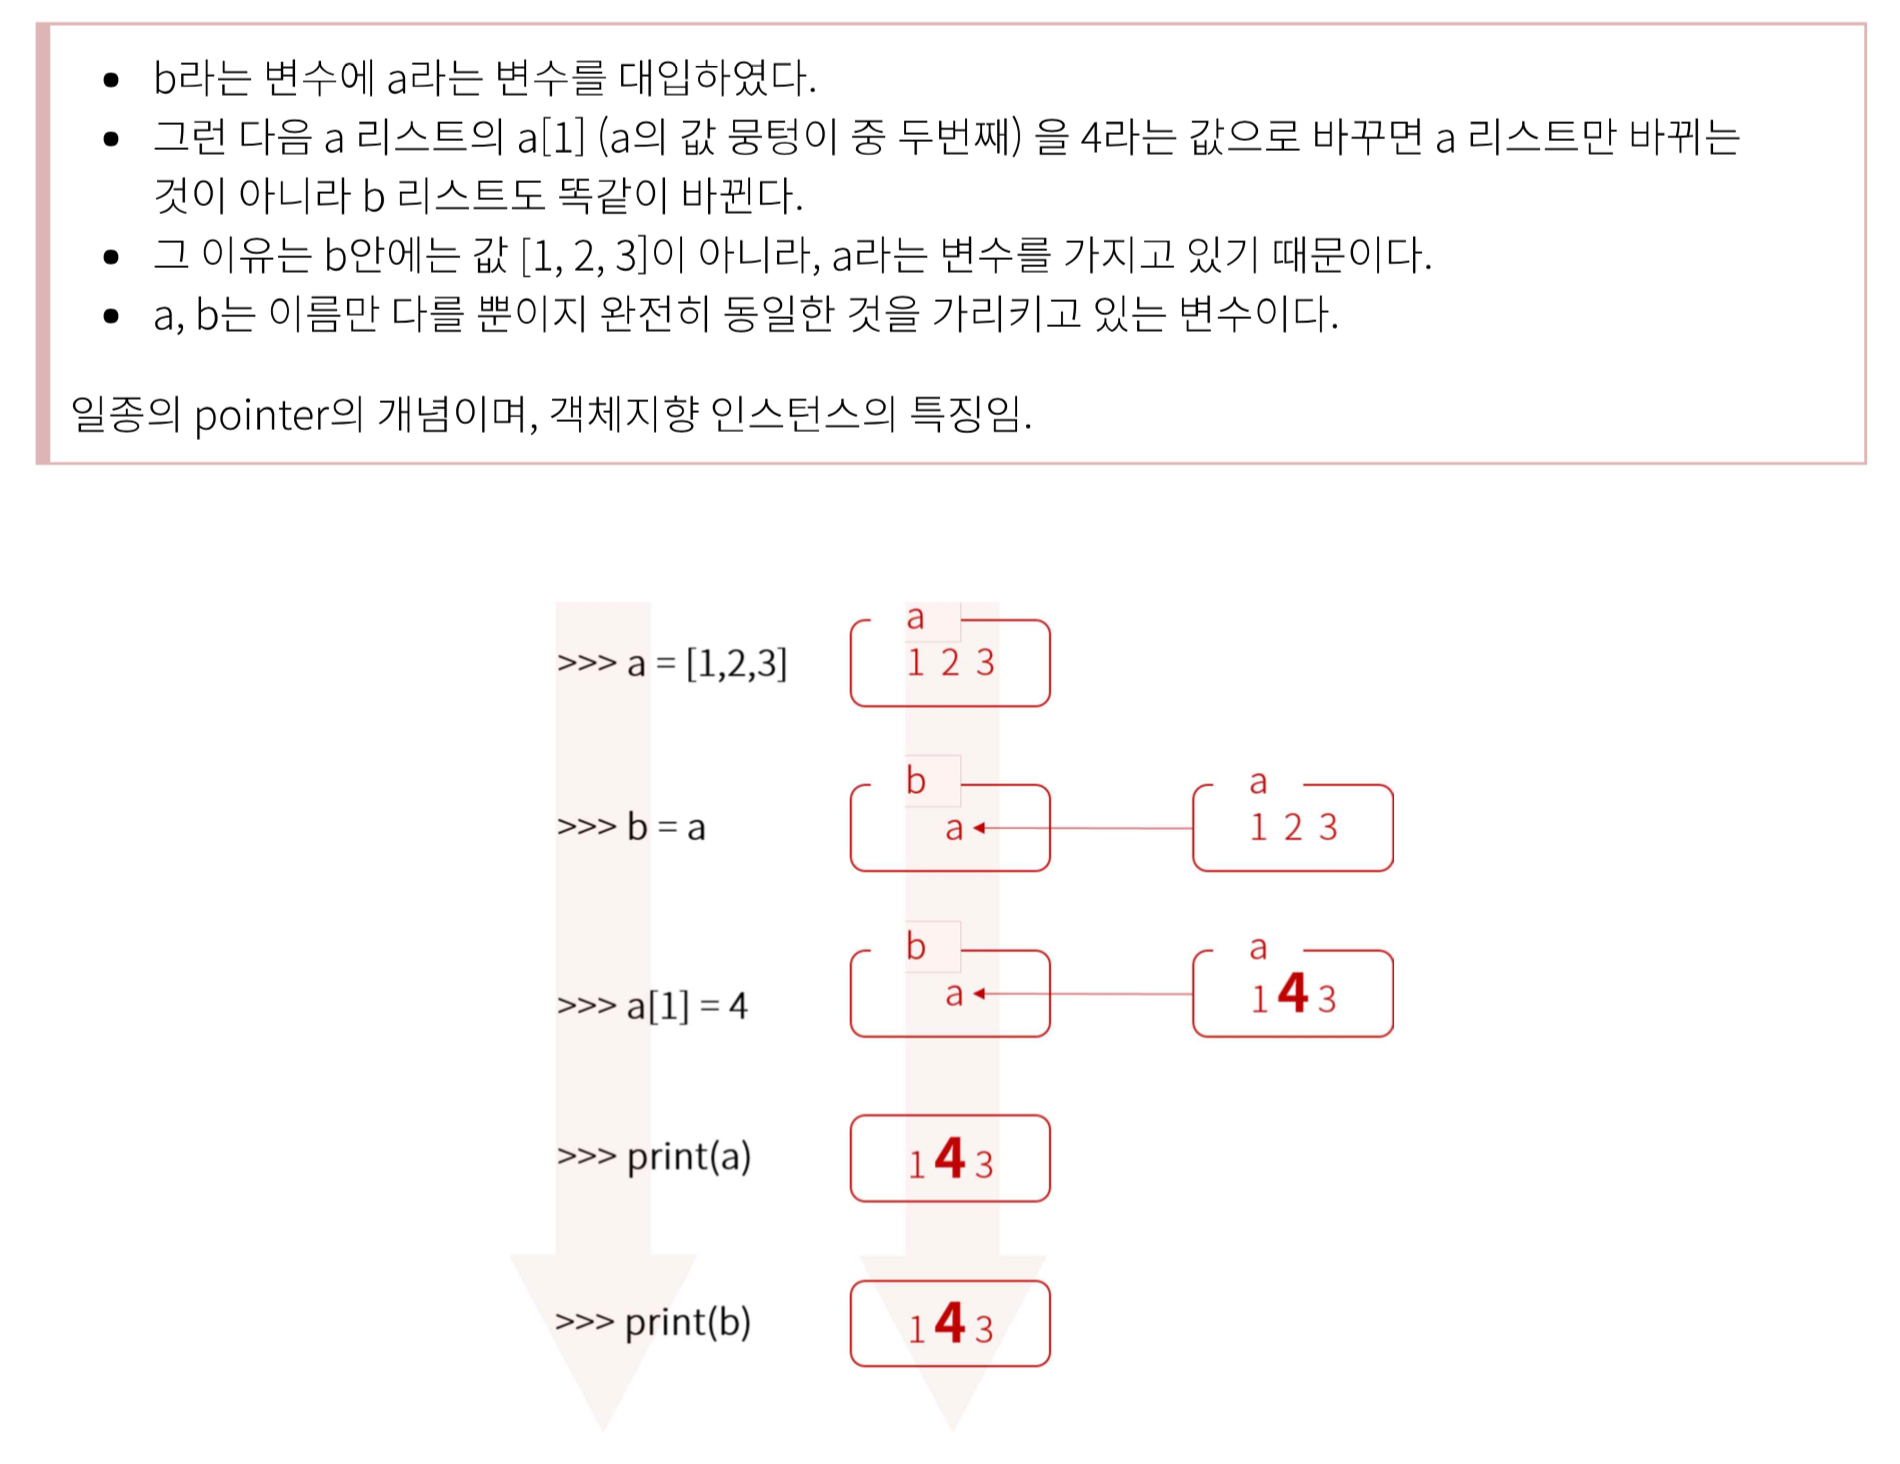 • b라는 변수에 a라는 변수를 대입하였다.
• 그런 다음 a 리스트의 a[1] (a의 값 뭉텅이 중 두번째) 을 4라는 값으로 바꾸면 a 리스트만 바뀌는
것이 아니라 b 리스트도 똑같이 바뀐다.
• 그 이유는 b안에는 값 [1, 2, 3]이 아니라, a라는 변수를 가지고 있기 때문이다.
• a, b는 이름만 다를 뿐이지 완전히 동일한 것을 가리키고 있는 변수이다.
일종의 pointer의 개념이며, 객체지향 인스턴스의 특징임.
a
>>> a = [1,2,3] 1 2 3
b a
>>> b = a a 1 2 3
b a
>>> a[1] = 4 a 1 4 3
>>> print(a) 1 4 3
>>> print(b) 1 4 3